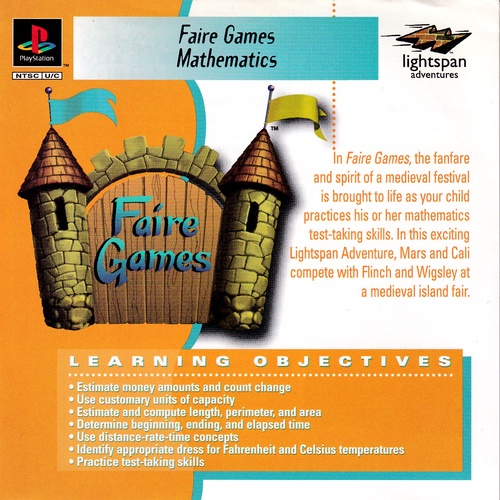 Faire Games
Mathematics
PlayStation
NTSC U/C
TM
lightspan
adventures
TM
Faire
Games
In Faire Games, the fanfare
and spirit of a medieval festival
is brought to life as your child
practices his or her mathematics
test-taking skills. In this exciting
Lightspan Adventure, Mars and Cali
compete with Flinch and Wigsley at
a medieval island fair.
LEARNING OBJECTIVES
• Estimate money amounts and count change
• Use customary units of capacity
• Estimate and compute length, perimeter, and area
• Determine beginning, ending, and elapsed time
• Use distance-rate-time concepts
• Identify appropriate dress for Fahrenheit and Celsius temperatures
• Practice test-taking skills